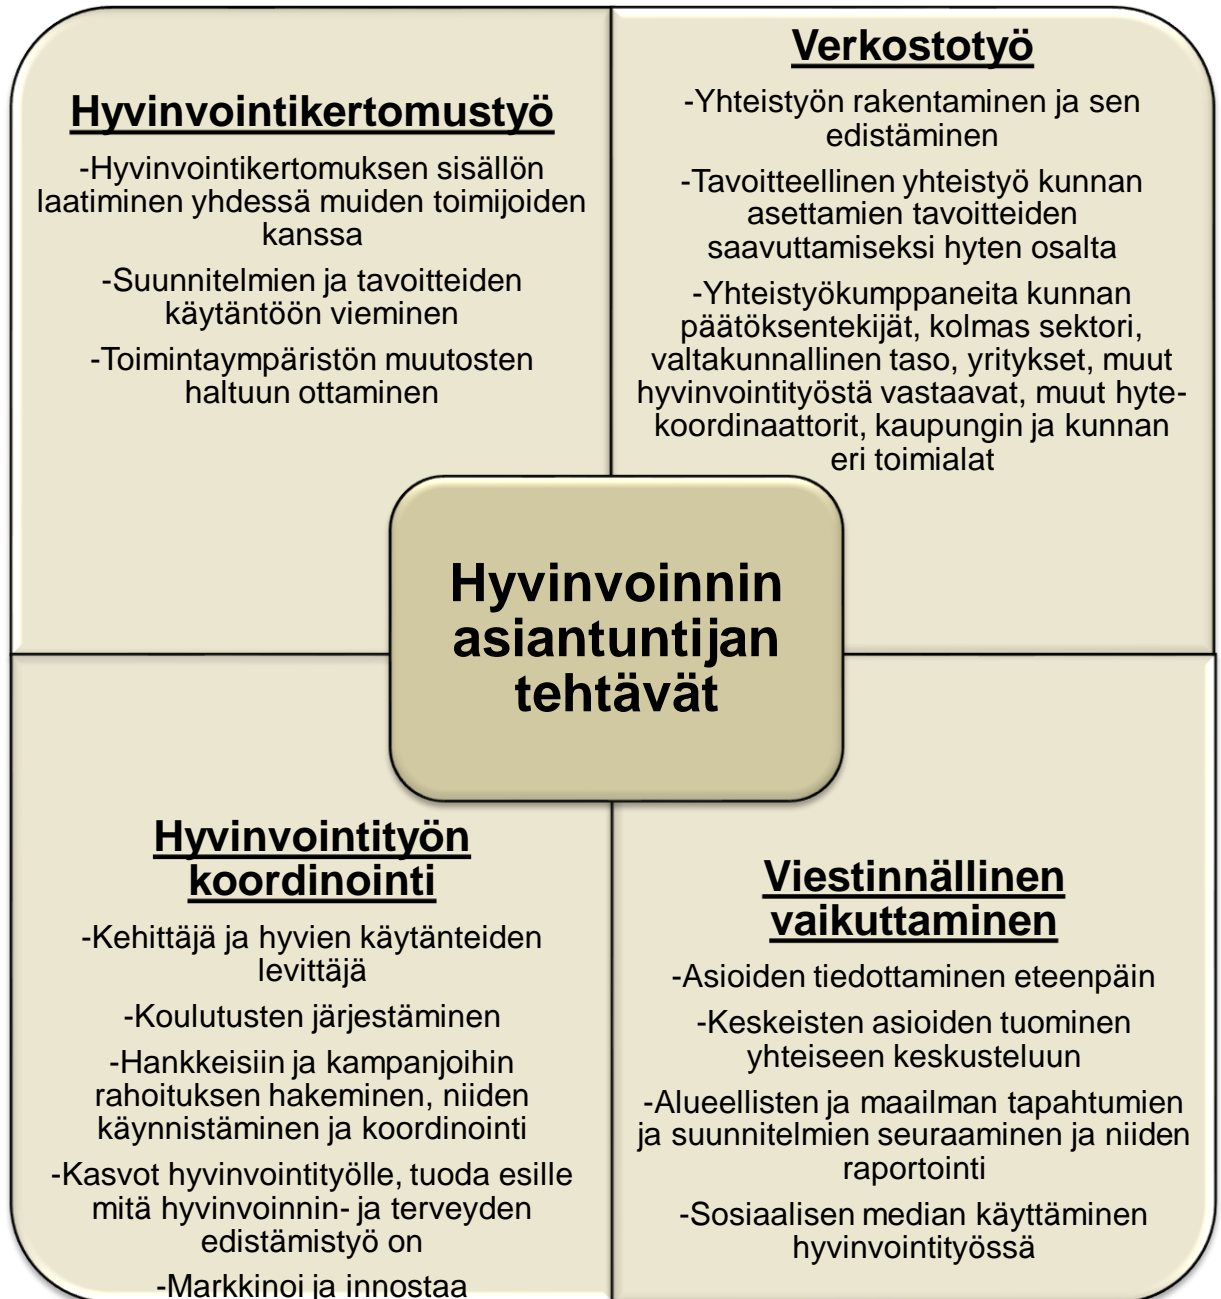 Hyvinvointikertomustyö
-Hyvinvointikertomuksen sisällön
laatiminen yhdessä muiden toimijoiden
kanssa
-Suunnitelmien ja tavoitteiden
käytäntöön vieminen
-Toimintaympäristön muutosten
haltuun ottaminen
Verkostotyö
-Yhteistyön rakentaminen ja sen
edistäminen
-Tavoitteellinen yhteistyö kunnan
asettamien tavoitteiden
saavuttamiseksi hyten osalta
-Yhteistyökumppaneita kunnan
päätöksentekijät, kolmas sektori,
valtakunnallinen taso, yritykset, muut
hyvinvointityöstä vastaavat, muut hyte-
koordinaattorit, kaupungin ja kunnan
eri toimialat
Hyvinvoinnin
asiantuntijan
tehtävät
Hyvinvointityön
koordinointi
-Kehittäjä ja hyvien käytänteiden
levittäjä
-Koulutusten järjestäminen
-Hankkeisiin ja kampanjoihin
rahoituksen hakeminen, niiden
käynnistäminen ja koordinointi
-Kasvot hyvinvointityölle, tuoda esille
mitä hyvinvoinnin- ja terveyden
edistämistyö on
-Markkinoi ja innostaa
Viestinnällinen
vaikuttaminen
-Asioiden tiedottaminen eteenpäin
-Keskeisten asioiden tuominen
yhteiseen keskusteluun
-Alueellisten ja maailman tapahtumien
ja suunnitelmien seuraaminen ja niiden
raportointi
-Sosiaalisen median käyttäminen
hyvinvointityössä